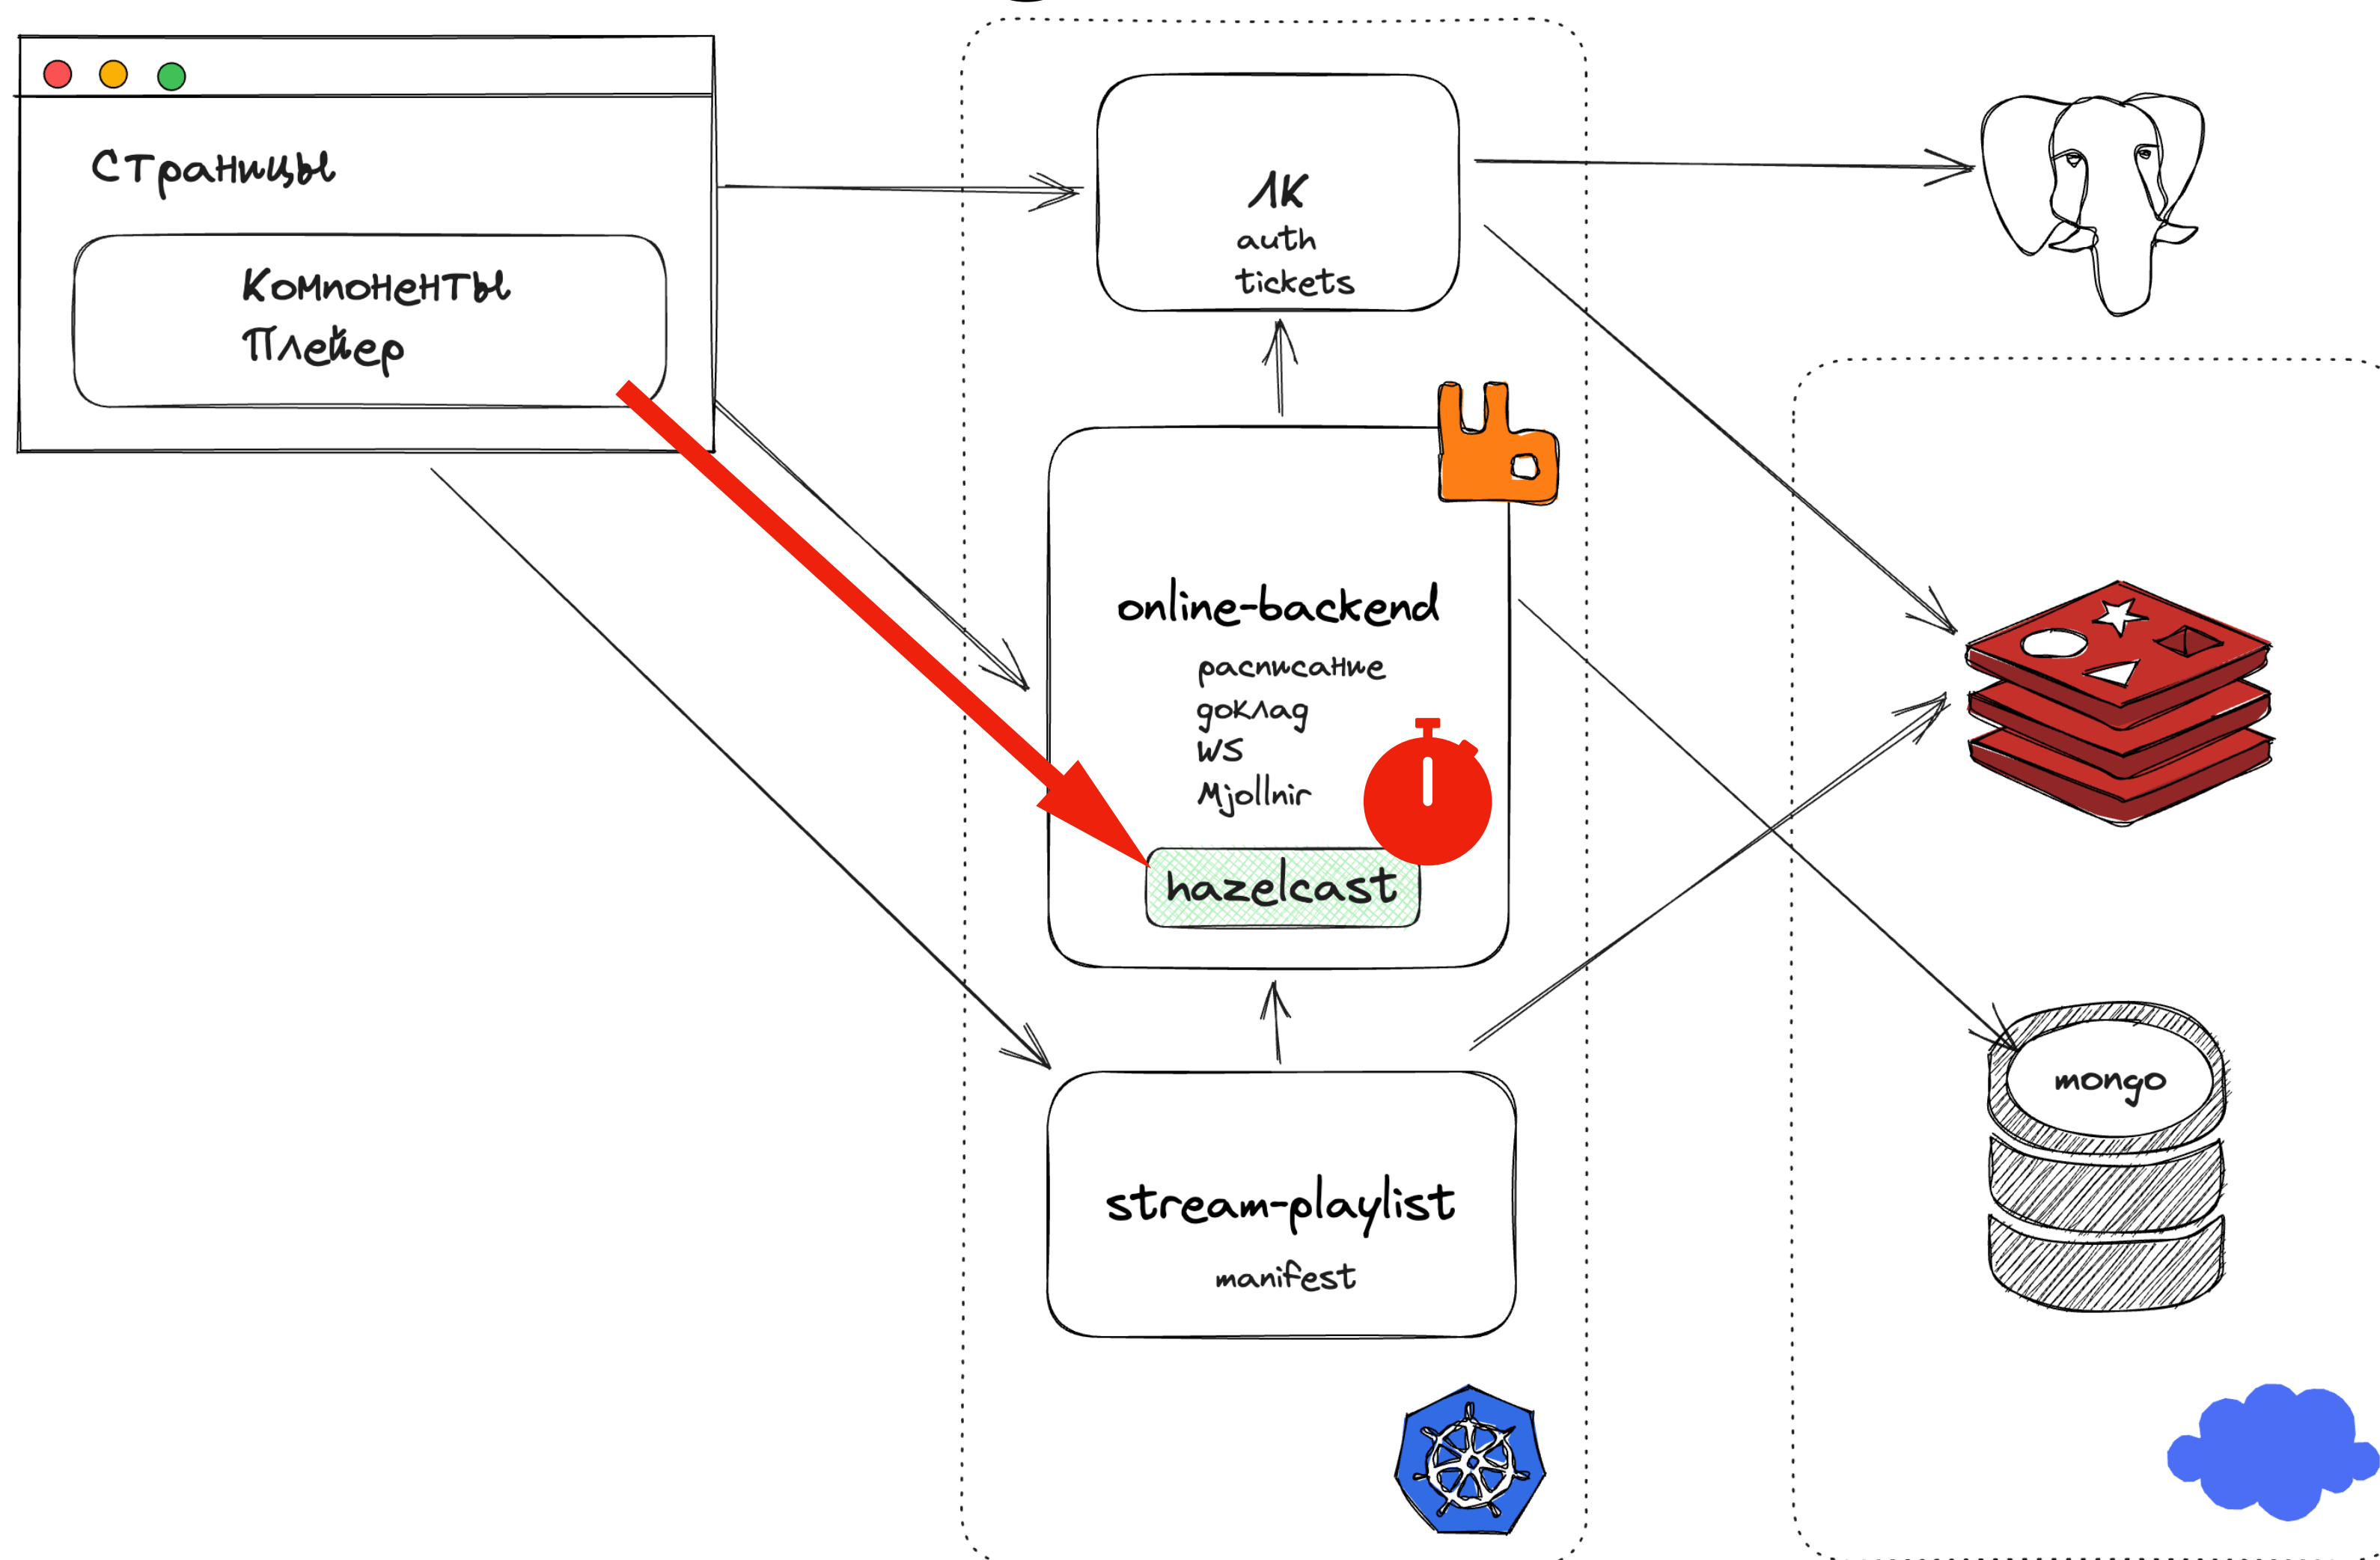 Страницы
Компоненты
Плейер
ЛК
auth
tickets
online-backend
расписание
доклад
WS
Mjollnir
hazelcast
stream-playlist
manifest
mongo